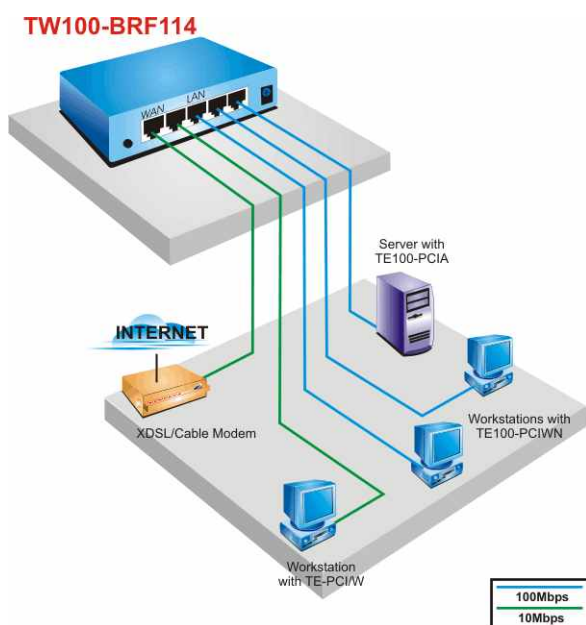 TW100-BRF114
WAN
LAN
Server with
TE100-PCIA
INTERNET
XDSL/Cable Modem
Workstations with
TE100-PCIWN
Workstation
with TE-PCI/W
100Mbps
10Mbps